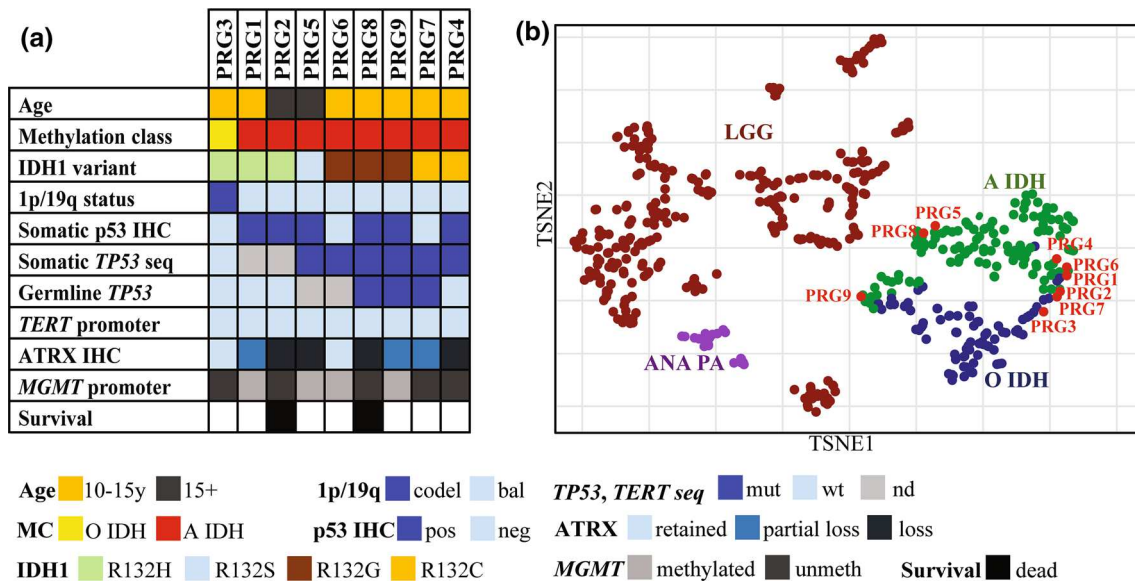 (a)
PRG3 PRG1 PRG2 PRG5 PRG6 PRG8 PRG9 PRG7 PRG4
Age
Methylation class
IDH1 variant
1p/19q status
Somatic p53 IHC
Somatic TP53 seq
Germline TP53
TERT promoter
ATRX IHC
MGMT promoter
Survival
(b)
TSNE2
LGG
A IDH
PRG5
PRG8
PRG4
PRG6
PRG1
PRG9
PRG2
PRG7
PRG3
ANA PA
O IDH
TSNE1
Age 10-15y 15+ 1p/19q codel bal TP53, TERT seq mut wt nd
MC O IDH A IDH p53 IHC pos neg ATRX retained partial loss loss
IDH1 R132H R132S R132G R132C MGMT methylated unmeth Survival dead